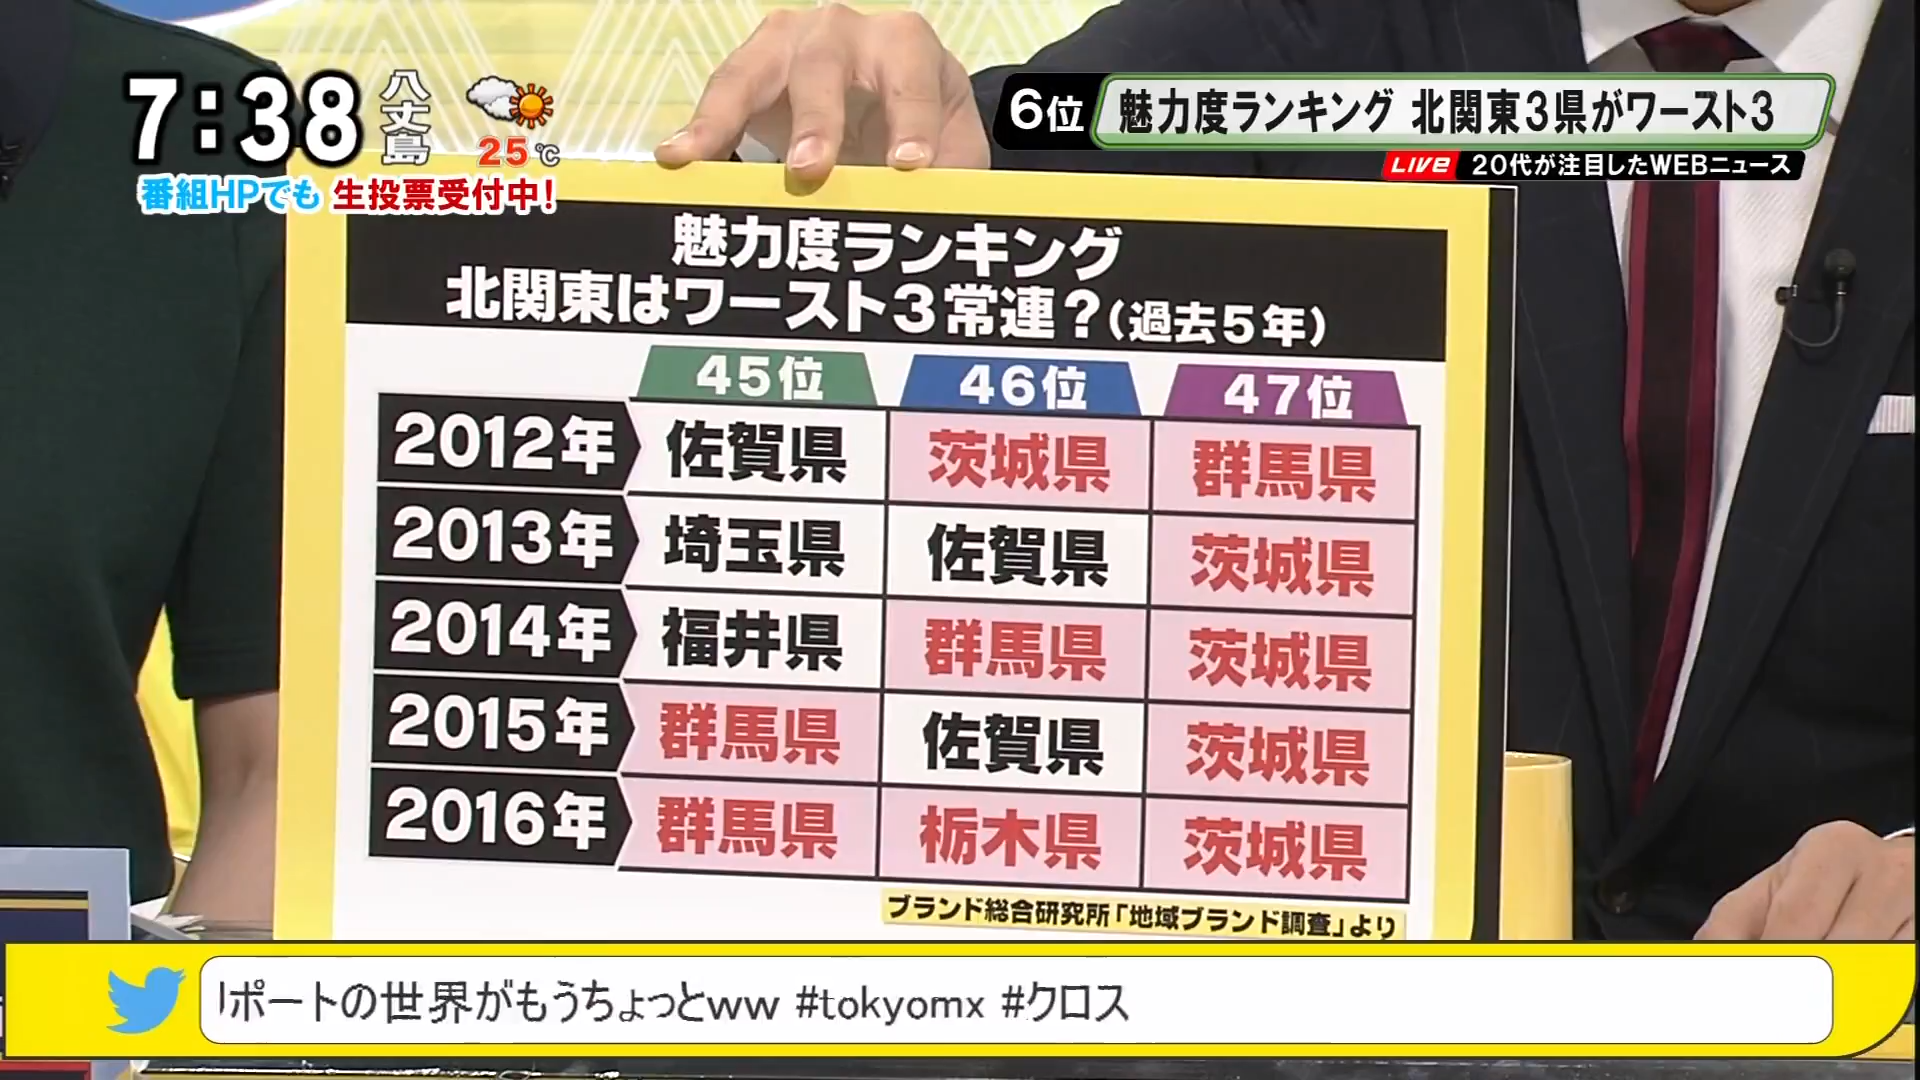 7:38
八丈島
25℃
番組HPでも 生投票受付中！
6位 魅力度ランキング 北関東3県がワースト3
LIVE 20代が注目したWEBニュース
魅力度ランキング
北関東はワースト3常連？(過去5年)
45位 46位 47位
2012年 佐賀県 茨城県 群馬県
2013年 埼玉県 佐賀県 茨城県
2014年 福井県 群馬県 茨城県
2015年 群馬県 佐賀県 茨城県
2016年 群馬県 栃木県 茨城県
ブランド総合研究所「地域ブランド調査」より
ポートの世界がもうちょっとww #tokyomx #クロス